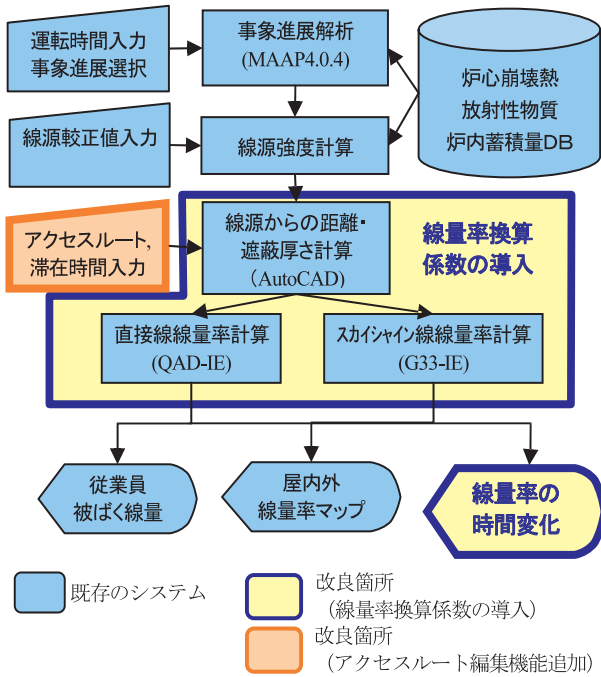 運転時間入力
事象進展選択
事象進展解析
(MAAP4.0.4)
炉心崩壊熱
放射性物質
炉内蓄積量DB
線源較正値入力
線源強度計算
アクセスルート,
滞在時間入力
線源からの距離・
遮蔽厚さ計算
(AutoCAD)
線量率換算
係数の導入
直接線線量率計算
(QAD-IE)
スカイシャイン線線量率計算
(G33-IE)
従業員
被ばく線量
屋内外
線量率マップ
線量率の
時間変化
既存のシステム
改良箇所
（線量率換算係数の導入）
改良箇所
（アクセスルート編集機能追加）